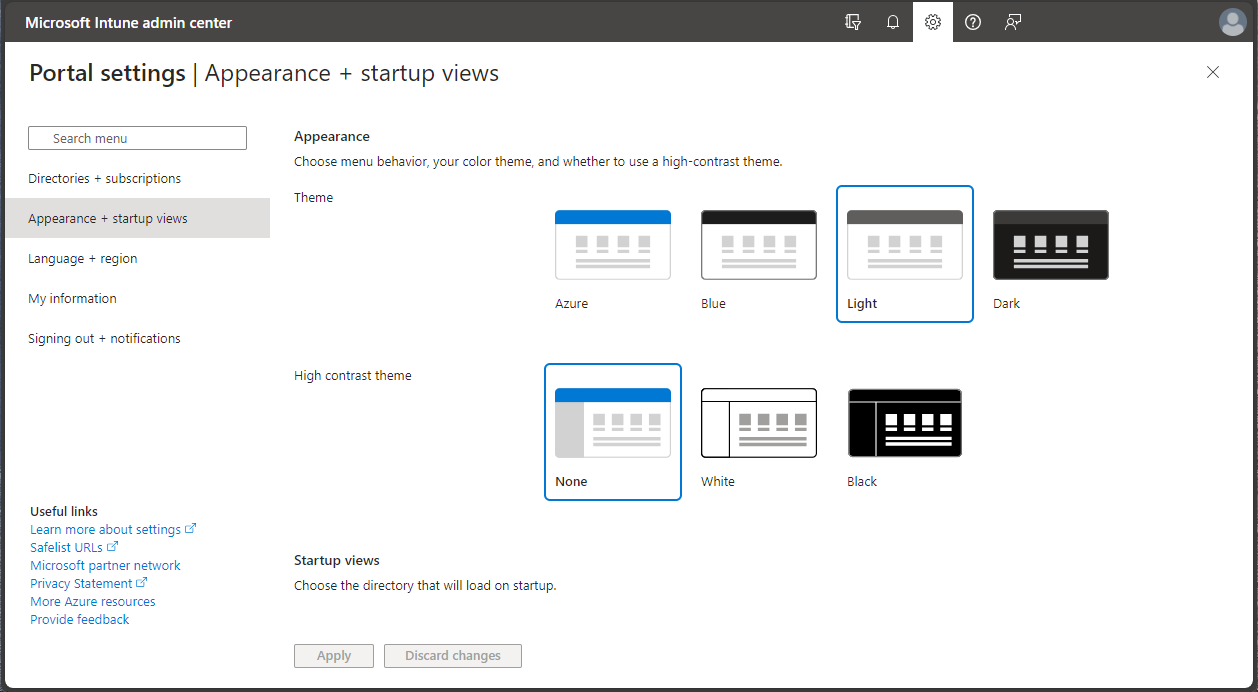 Microsoft Intune admin center
Portal settings | Appearance + startup views
Search menu
Directories + subscriptions
Appearance + startup views
Language + region
My information
Signing out + notifications
Useful links
Learn more about settings
Safelist URLs
Microsoft partner network
Privacy Statement
More Azure resources
Provide feedback
Appearance
Choose menu behavior, your color theme, and whether to use a high-contrast theme.
Theme
Azure
Blue
Light
Dark
High contrast theme
None
White
Black
Startup views
Choose the directory that will load on startup.
Apply
Discard changes